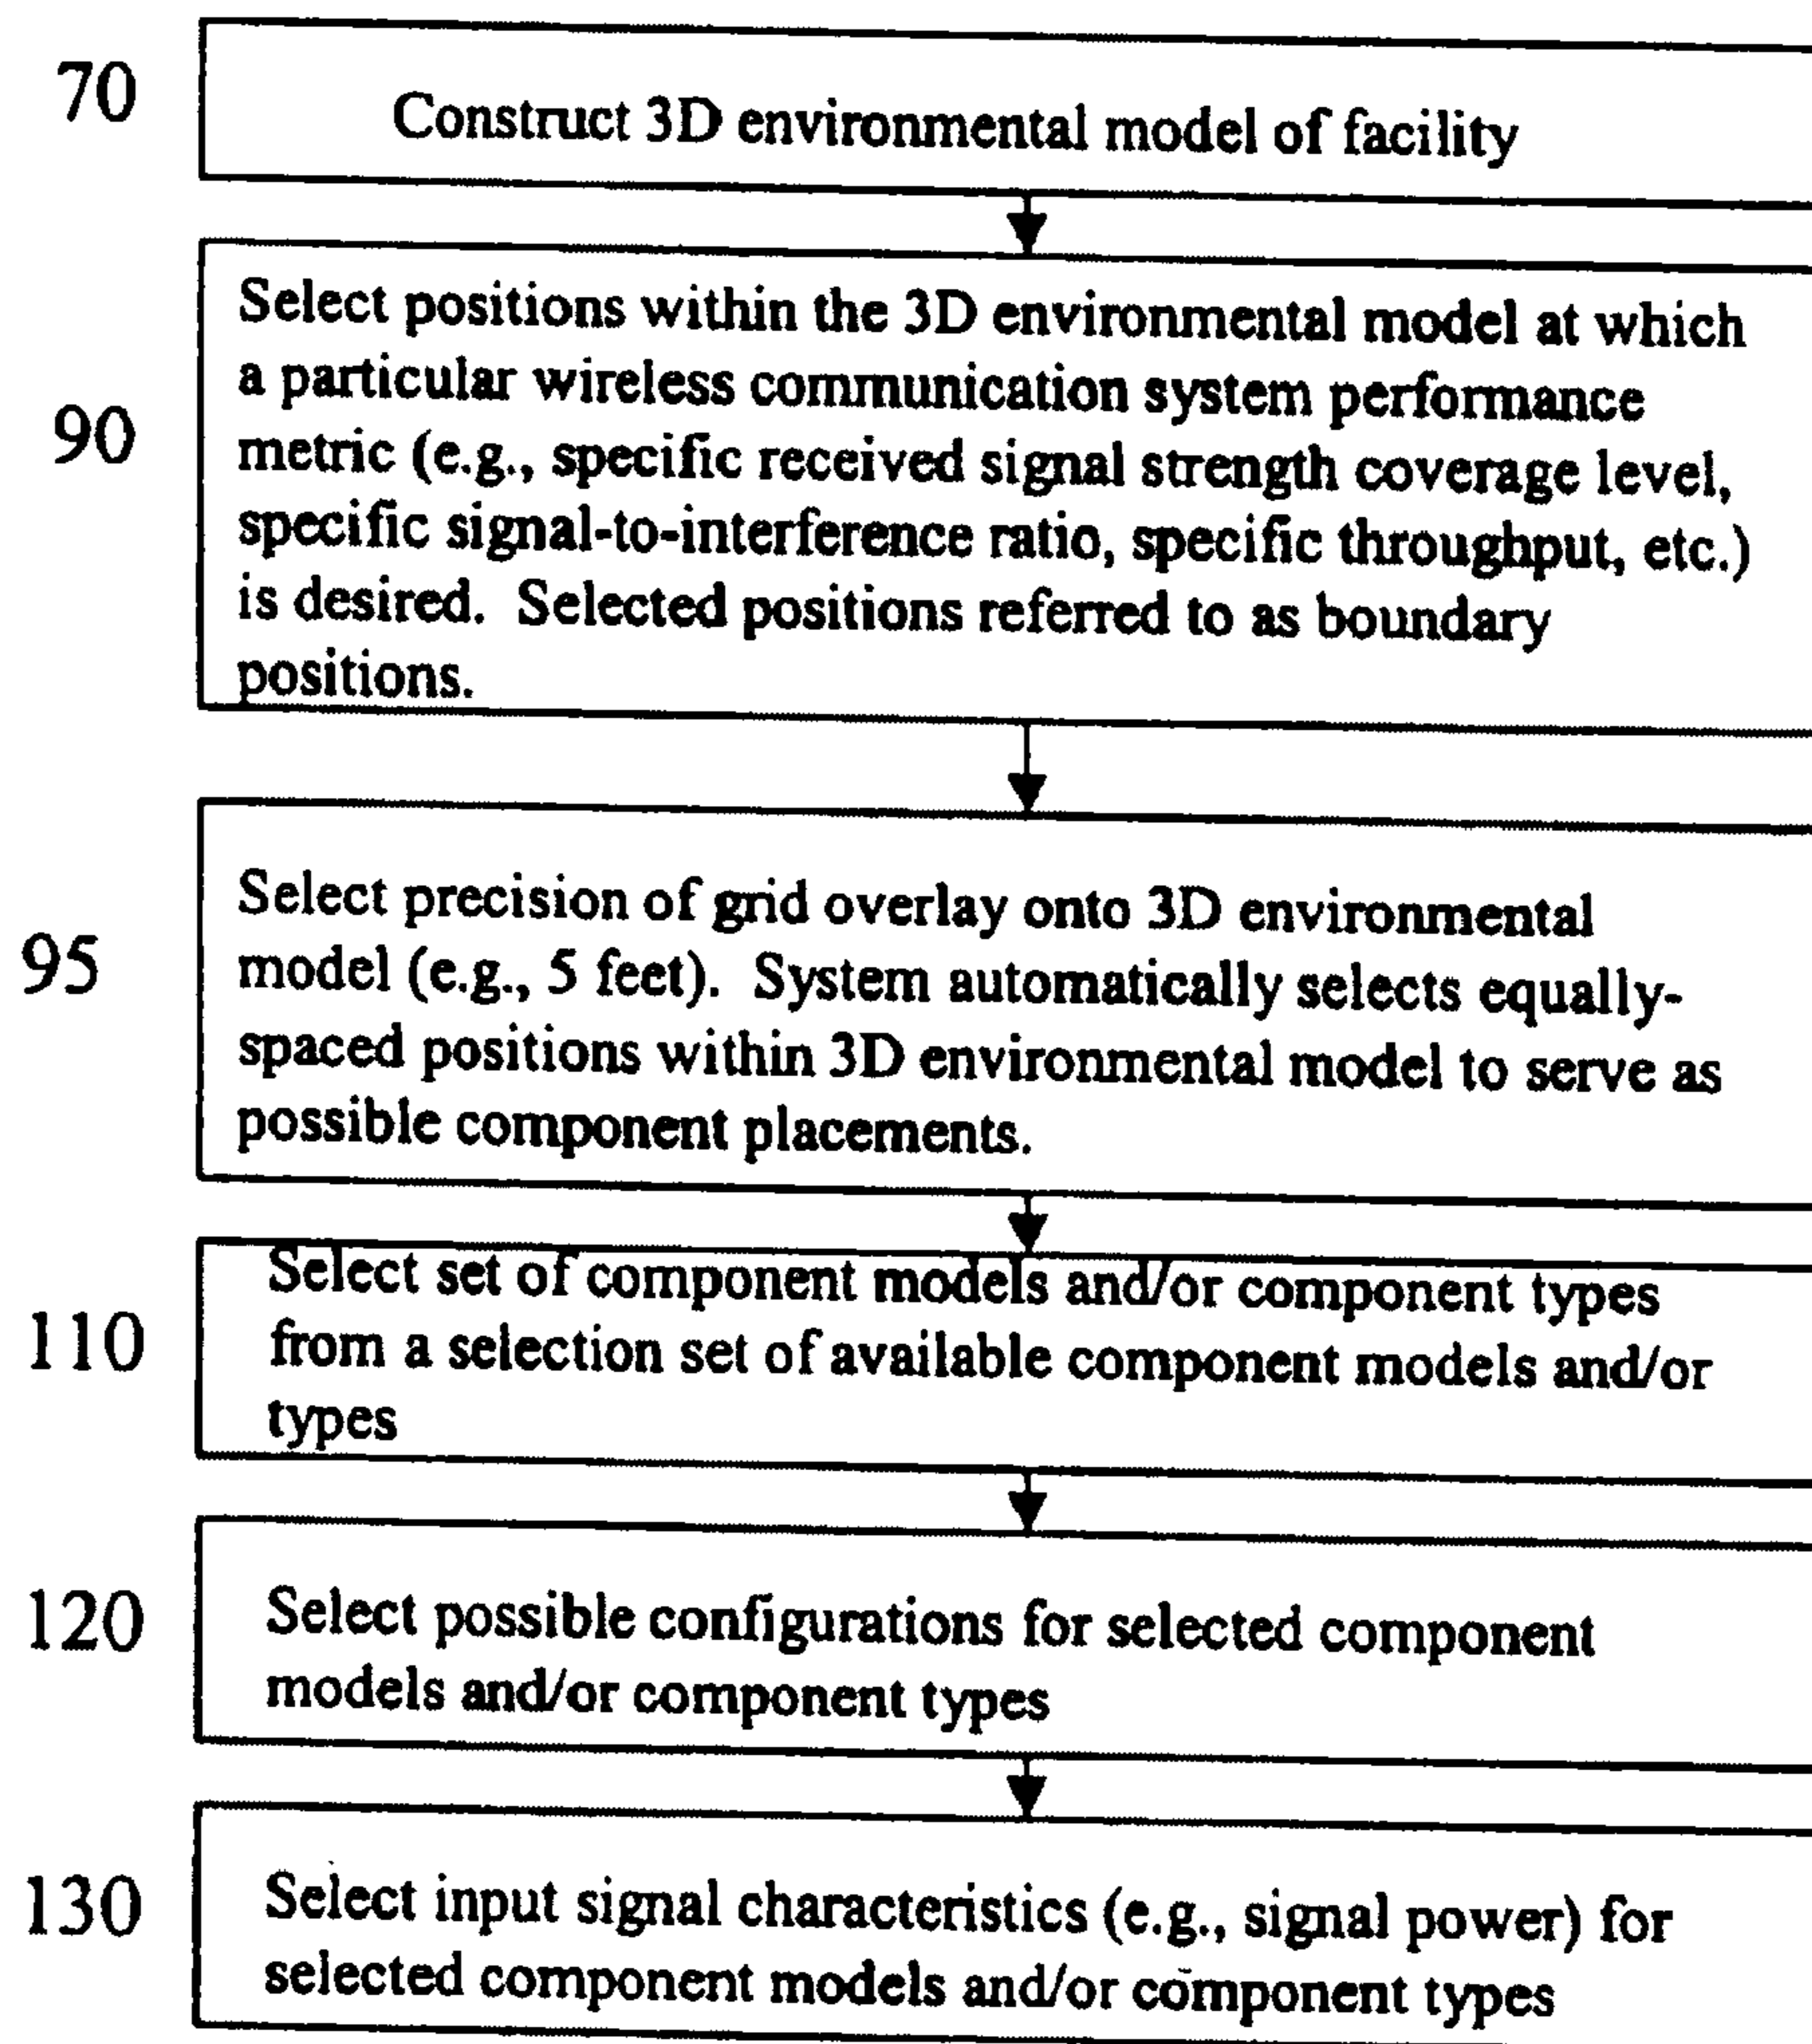 70
Construct 3D environmental model of facility
90
Select positions within the 3D environmental model at which
a particular wireless communication system performance
metric (e.g., specific received signal strength coverage level,
specific signal-to-interference ratio, specific throughput, etc.)
is desired. Selected positions referred to as boundary
positions.
95
Select precision of grid overlay onto 3D environmental
model (e.g., 5 feet). System automatically selects equally-
spaced positions within 3D environmental model to serve as
possible component placements.
110
Select set of component models and/or component types
from a selection set of available component models and/or
types
120
Select possible configurations for selected component
models and/or component types
130
Select input signal characteristics (e.g., signal power) for
selected component models and/or component types